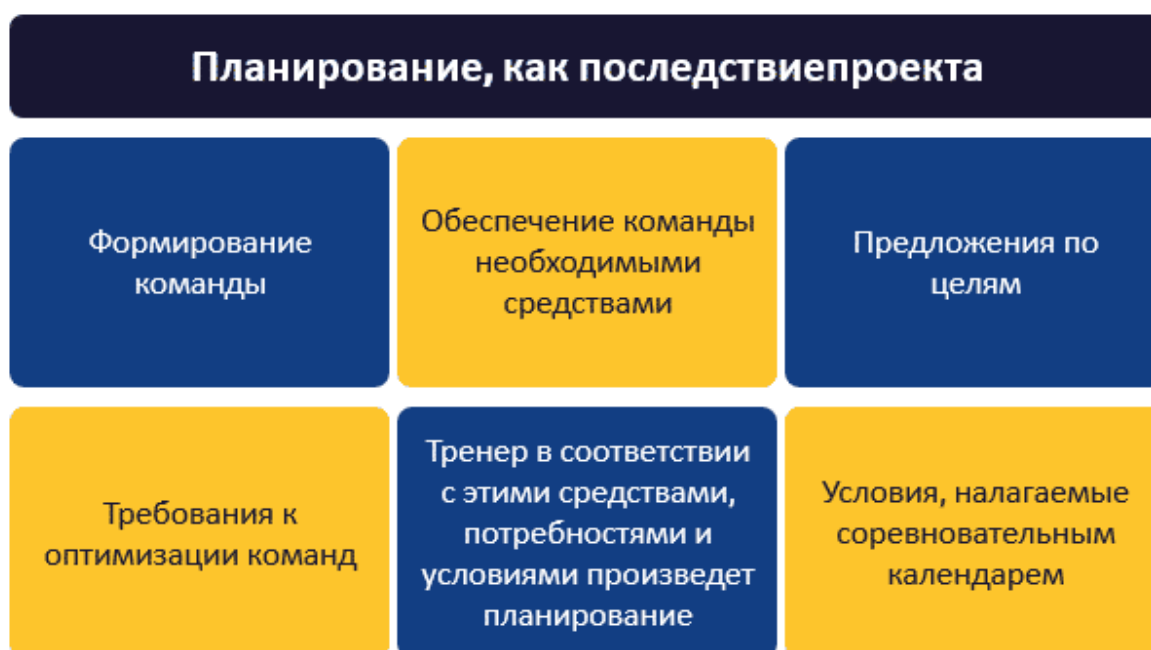 Планирование, как последствиепроекта
Формирование
команды
Обеспечение команды
необходимыми
средствами
Предложения по
целям
Требования к
оптимизации команд
Тренер в соответствии
с этими средствами,
потребностями и
условиями произведет
планирование
Условия, налагаемые
соревновательным
календарем